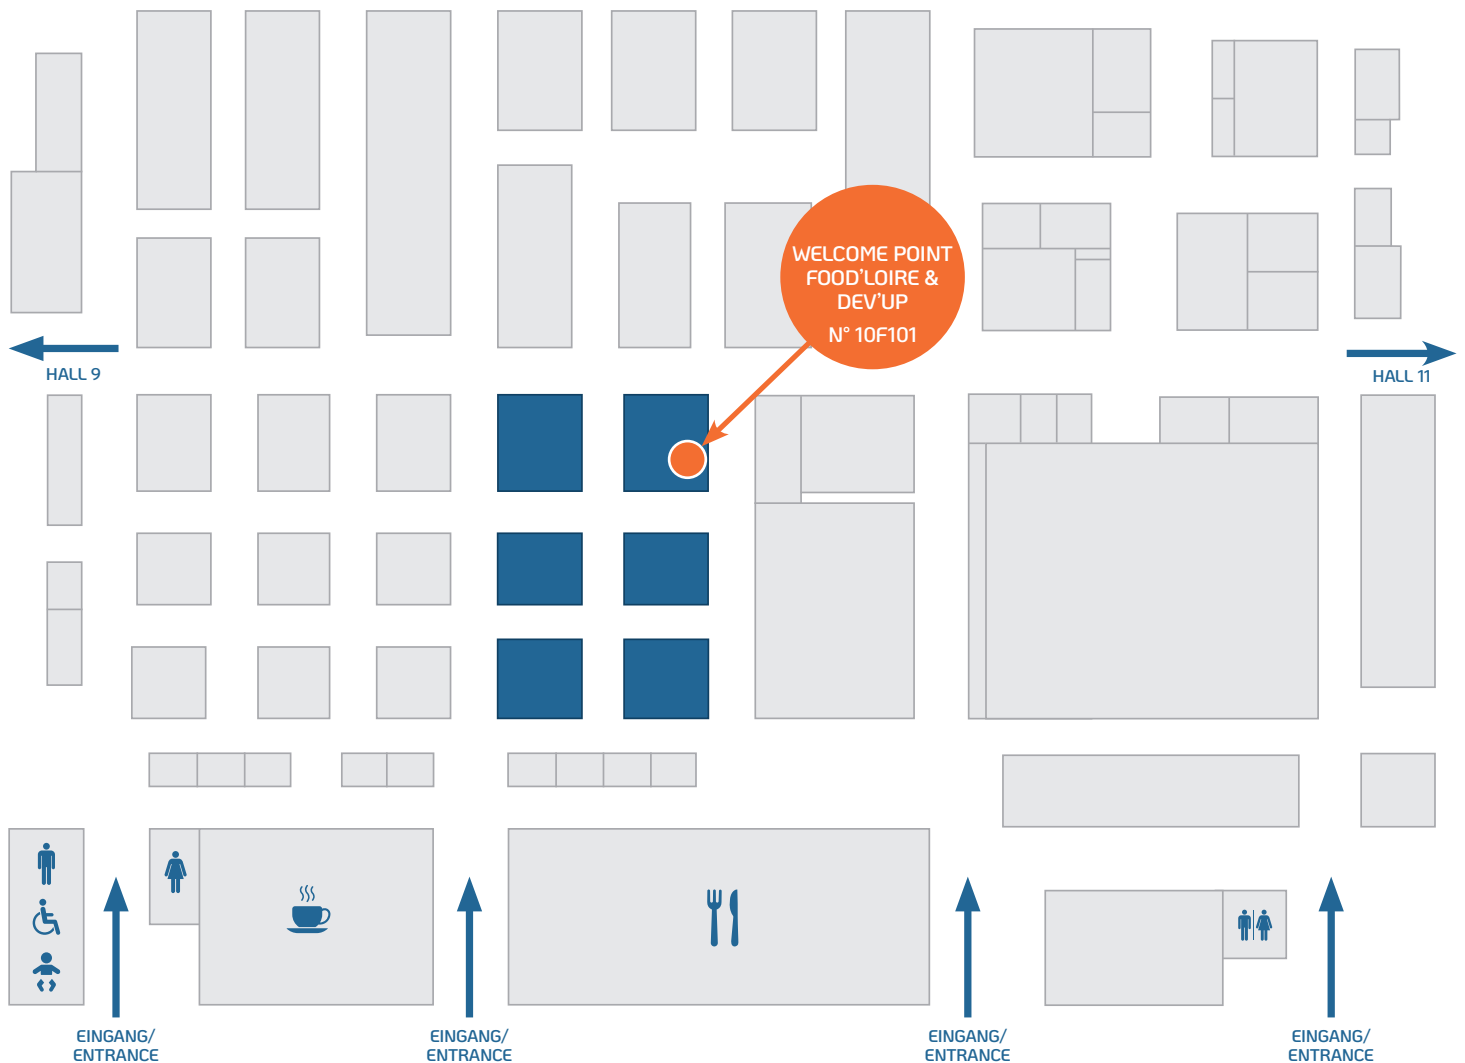 WELCOME POINT
FOOD'LOIRE &
DEV'UP
N° 10F101
HALL 9
HALL 11
EINGANG/
ENTRANCE
EINGANG/
ENTRANCE
EINGANG/
ENTRANCE
EINGANG/
ENTRANCE